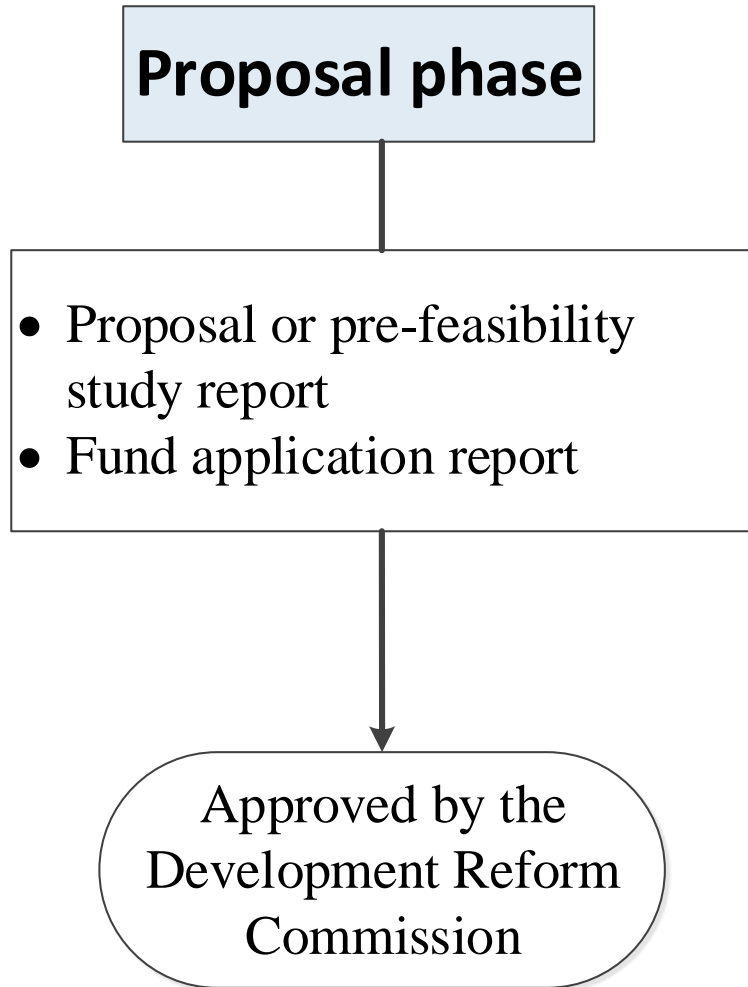 Proposal phase
• Proposal or pre-feasibility
study report
• Fund application report
Approved by the
Development Reform
Commission